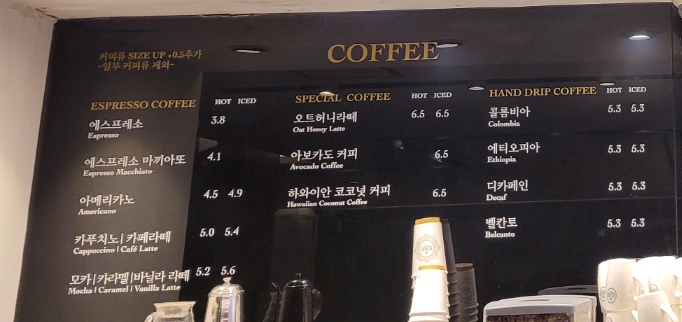 COFFEE
커피류 SIZE UP +0.5추가
-일부 커피류 제외-
ESPRESSO COFFEE HOT ICED
에스프레소 3.8
Espresso
에스프레소 마끼아또 4.1
Espresso Macchiato
아메리카노 4.5 4.9
Americano
카푸치노 | 카페라떼 5.0 5.4
Cappuccino | Café Latte
모카 | 카라멜 | 바닐라 라떼 5.2 5.6
Mocha | Caramel | Vanilla Latte
SPECIAL COFFEE HOT ICED
오트허니라떼 6.5 6.5
Oat Honey Latte
아보카도 커피 6.5
Avocado Coffee
하와이안 코코넛 커피 6.5
Hawaiian Coconut Coffee
HAND DRIP COFFEE HOT ICED
콜롬비아 5.3 5.3
Colombia
에티오피아 5.3 5.3
Ethiopia
디카페인 5.3 5.3
Decaf
벨칸토 5.3 5.3
Belcanto